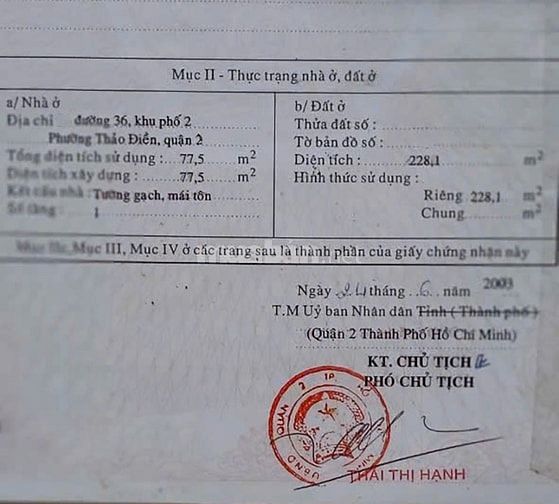 Mục II - Thực trạng nhà ở, đất ở
a/ Nhà ở
Địa chỉ đường 36, khu phố 2
Phường Thảo Điền, quận 2
Tổng diện tích sử dụng : 77,5 m2
Diện tích xây dựng : 77,5 m2
Kết cấu nhà : Tường gạch, mái tôn
Số tầng : 1
b/ Đất ở
Thửa đất số :
Tờ bản đồ số :
Diện tích : 228,1 m2
Hình thức sử dụng :
Riêng 228,1 m2
Chung m2
Mục III, Mục IV ở các trang sau là thành phần của giấy chứng nhận này
Ngày 24 tháng 6 năm 2003
T.M Uỷ ban Nhân dân Tỉnh ( Thành phố )
(Quận 2 Thành Phố Hồ Chí Minh)
KT. CHỦ TỊCH
PHÓ CHỦ TỊCH
UBND QUẬN 2 TP. HỒ
THÁI THỊ HẠNH